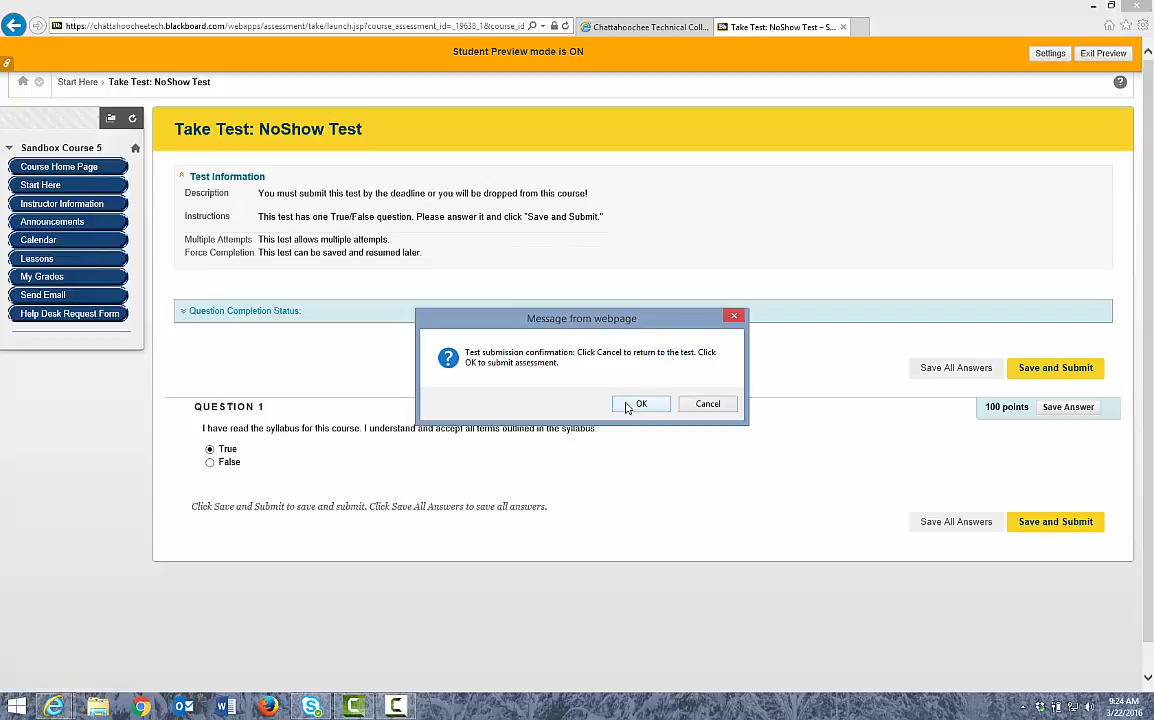 https://chattahoocheetech.blackboard.com/webapps/assessment/take/launch.jsp?course_assessment_id=_19638_1&course_id
Chattahoochee Technical Coll...
Take Test: NoShow Test – S...
Student Preview mode is ON
Settings
Exit Preview
Start Here > Take Test: NoShow Test
Take Test: NoShow Test
Sandbox Course 5
Course Home Page
Start Here
Instructor Information
Announcements
Calendar
Lessons
My Grades
Send Email
Help Desk Request Form
Test Information
Description You must submit this test by the deadline or you will be dropped from this course!
Instructions This test has one True/False question. Please answer it and click "Save and Submit."
Multiple Attempts This test allows multiple attempts.
Force Completion This test can be saved and resumed later.
Question Completion Status:
Message from webpage
Test submission confirmation: Click Cancel to return to the test. Click
OK to submit assessment.
OK
Cancel
Save All Answers
Save and Submit
QUESTION 1
100 points
Save Answer
I have read the syllabus for this course. I understand and accept all terms outlined in the syllabus.
True
False
Click Save and Submit to save and submit. Click Save All Answers to save all answers.
Save All Answers
Save and Submit
9:24 AM
3/22/2016